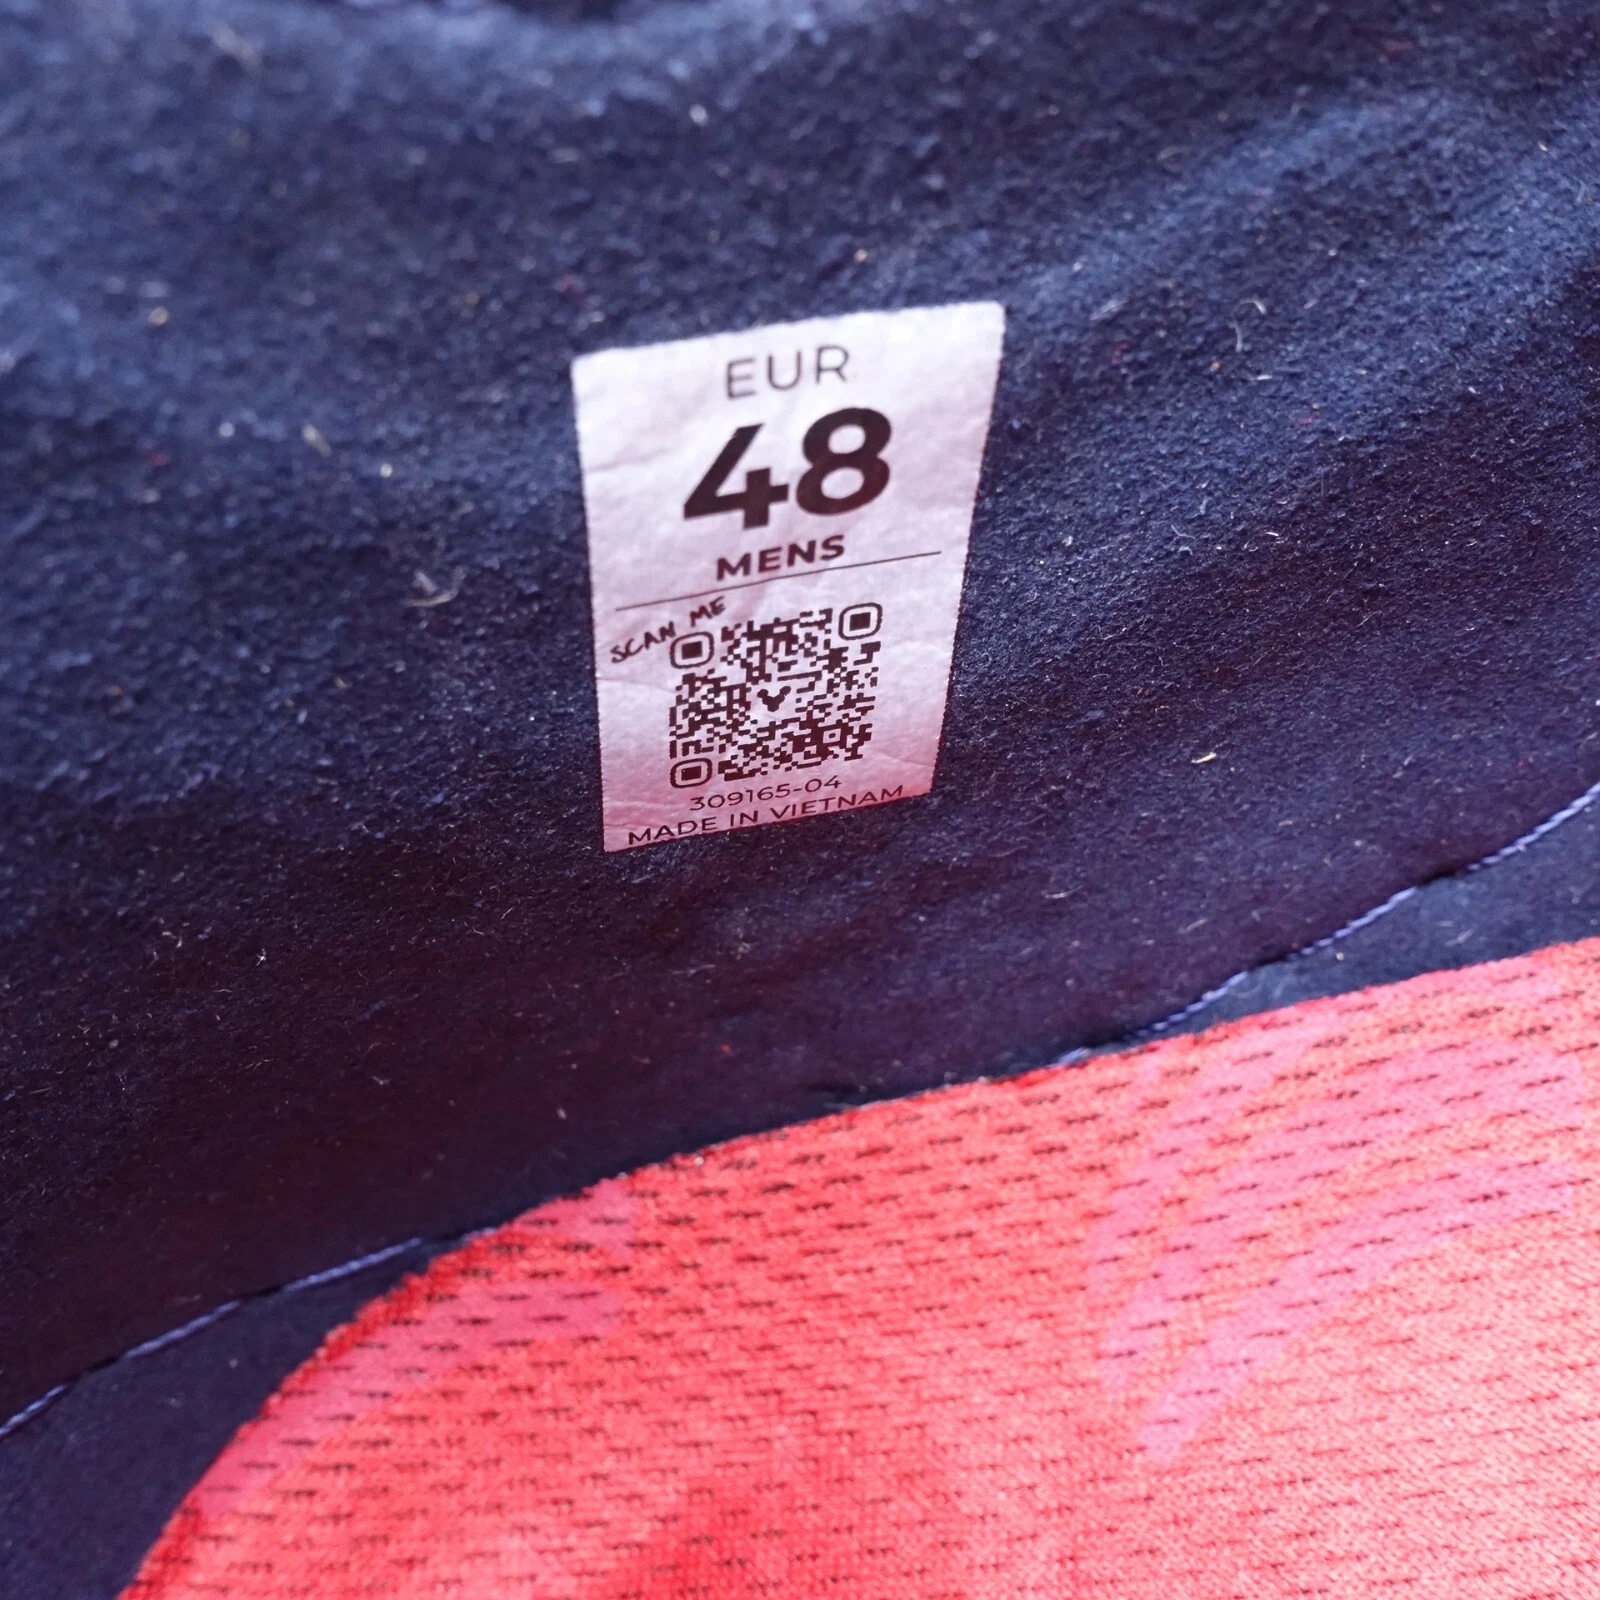 EUR
48
MENS
SCAN ME
309165-04
MADE IN VIETNAM